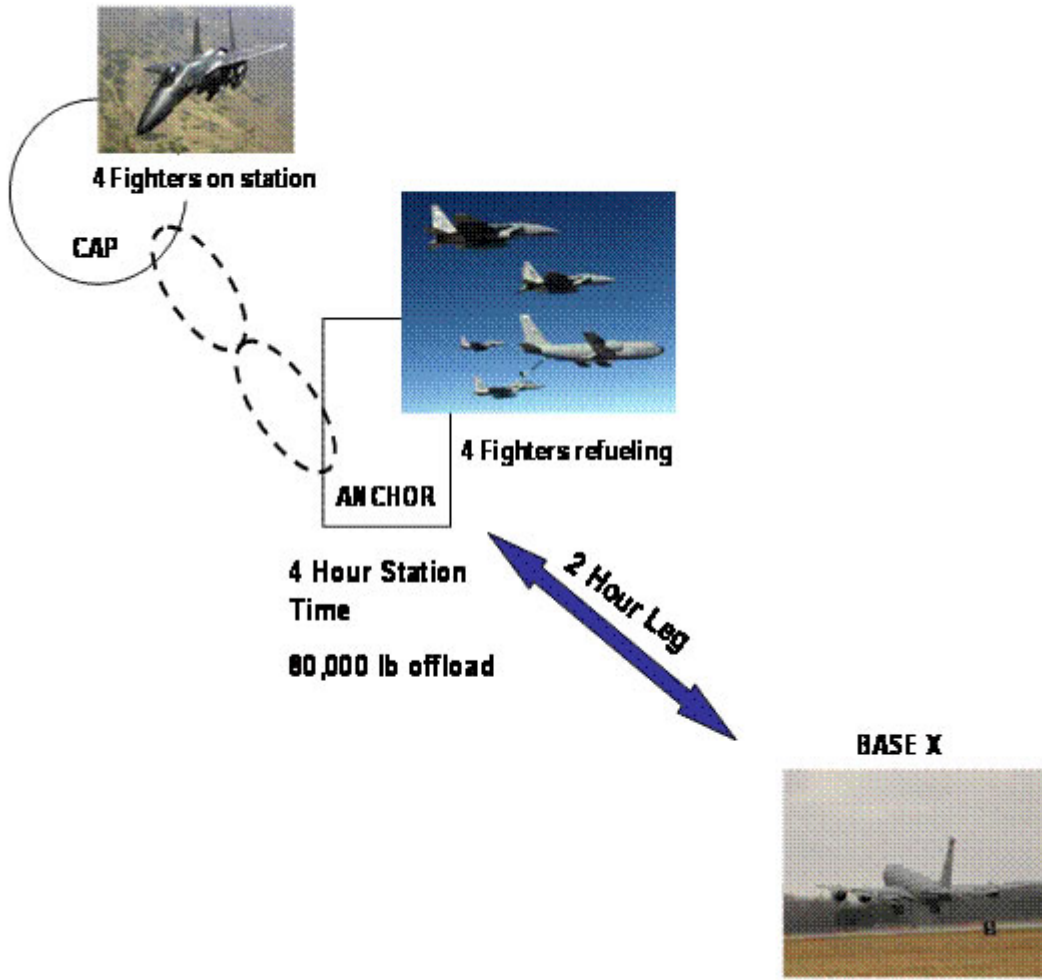 4 Fighters on station
CAP
4 Fighters refueling
ANCHOR
4 Hour Station
Time
80,000 lb offload
2 Hour Leg
BASE X